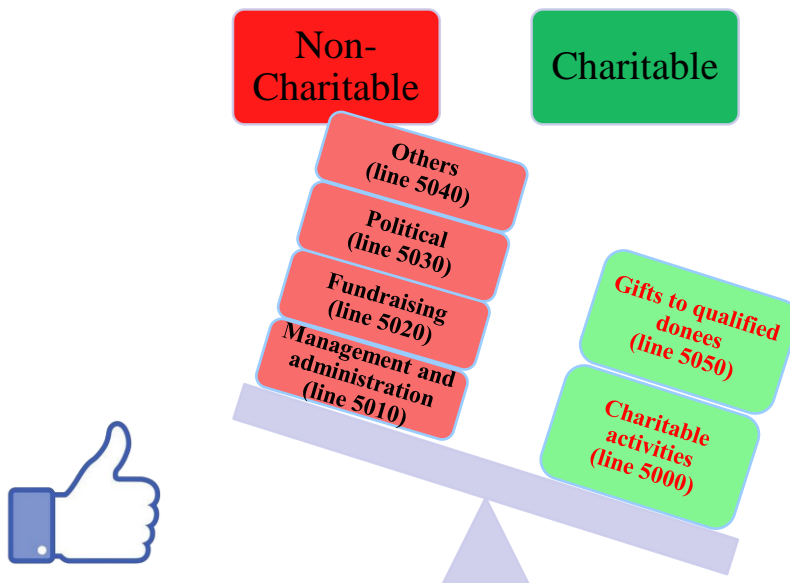 Non-
Charitable
Charitable
Others
(line 5040)
Political
(line 5030)
Fundraising
(line 5020)
Management and
administration
(line 5010)
Gifts to qualified
donees
(line 5050)
Charitable
activities
(line 5000)